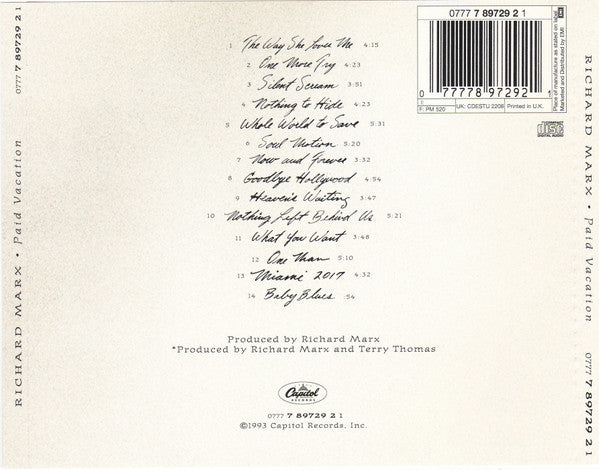 0777 7 89729 2 1
EMI
Place of manufacture as stated on label
Marketed and Distributed by EMI
0 77778 97292 1
F: PM 520
UK: CDESTU 2208
Printed in U.K.
COMPACT
disc
DIGITAL AUDIO
1 The Way She Loves Me 4:15
2 One More Try 4:23
3 Silent Scream 3:51
4 Nothing to Hide 4:23
5 Whole World to Save 5:31
6 Soul Motion 5:20
7 Now and Forever 3:32
8 Goodbye Hollywood 4:54
9 Heaven's Waiting 3:47
10 Nothing Left Behind Us 5:21
11 What You Want 3:48
12 One Man 5:10
13 Miami 2017 4:32
14 Baby Blues :54
Produced by Richard Marx
*Produced by Richard Marx and Terry Thomas
Capitol
RECORDS
0777 7 89729 2 1
©1993 Capitol Records, Inc.
RICHARD MARX • Paid Vacation 0777 7 89729 2 1
RICHARD MARX • Paid Vacation 0777 7 89729 2 1